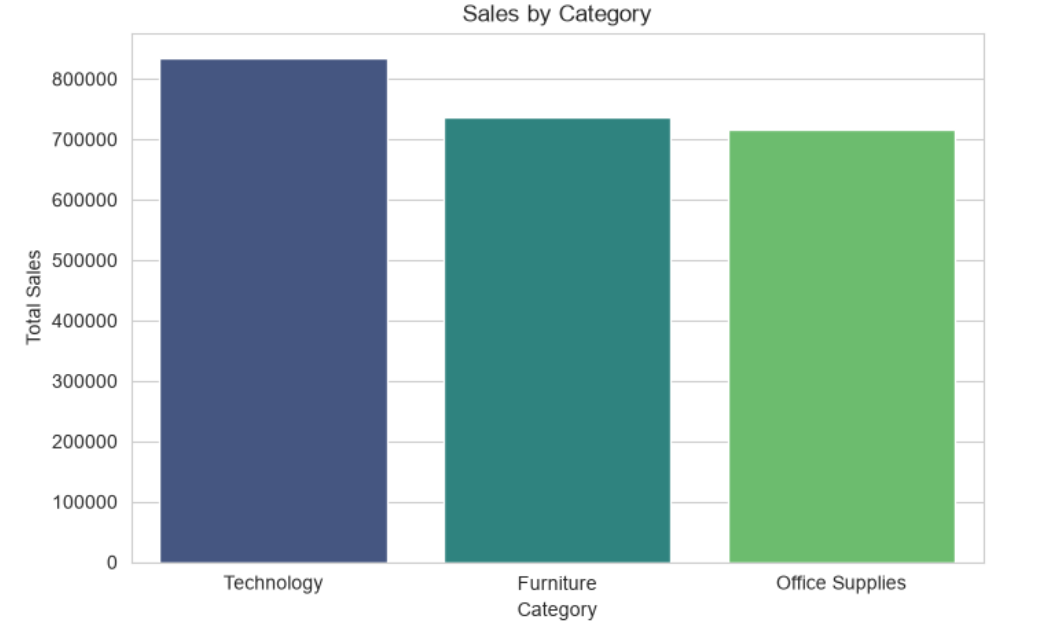 Sales by Category
Total Sales
800000
700000
600000
500000
400000
300000
200000
100000
0
Technology
Furniture
Office Supplies
Category